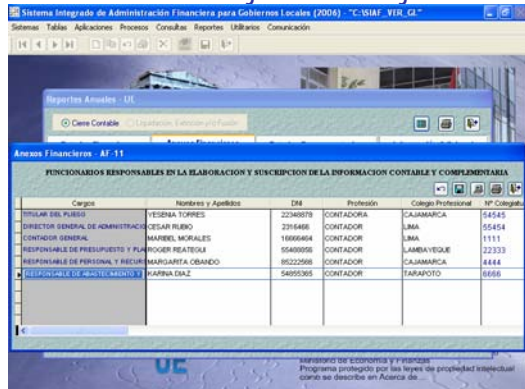 Sistema Integrado de Administración Financiera para Gobiernos Locales (2006) - "C:\SIAF_VER_GL"
Sistemas Tablas Aplicaciones Procesos Consultas Reportes Utilitarios Comunicación
Reportes Anuales - UE
Cierre Contable
Anexos Financieros - AF-11
FUNCIONARIOS RESPONSABLES EN LA ELABORACION Y SUSCRIPCION DE LA INFORMACION CONTABLE Y COMPLEMENTARIA
Cargos Nombres y Apellidos DNI Profesión Colegio Profesional Nº Colegiatu
TITULAR DEL PLIEGO YESENIA TORRES 22348878 CONTADORA CAJAMARCA 54545
DIRECTOR GENERAL DE ADMINISTRACIO CESAR RUBIO 2316466 CONTADOR LIMA 55454
CONTADOR GENERAL MARIBEL MORALES 16666464 CONTADOR LIMA 1111
RESPONSABLE DE PRESUPUESTO Y PLA ROGER REATEGUI CONTADOR LAMBAYEQUE 22333
RESPONSABLE DE PERSONAL Y RECUR MARGARITA OBANDO 85222566 CONTADOR CAJAMARCA 4444
RESPONSABLE DE ABASTECIMIENTO Y KARINA DIAZ 54855365 CONTADOR TARAPOTO 6666
UE
Ministerio de Economía y Finanzas
Programa protegido por las leyes de propiedad intelectual
como se describe en Acerca de...